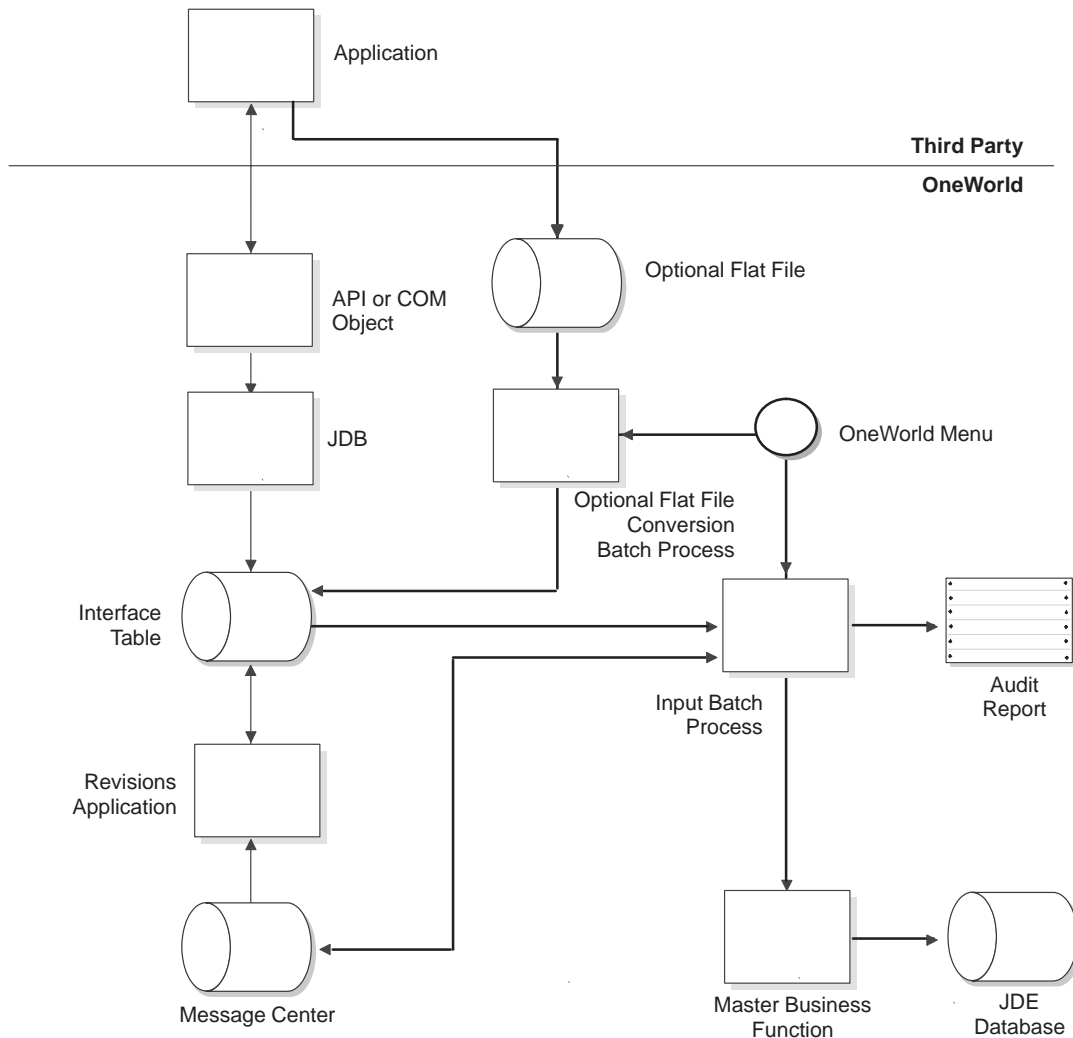 Application
Third Party
OneWorld
Optional Flat File
API or COM
Object
JDB
OneWorld Menu
Optional Flat File
Conversion
Batch Process
Interface
Table
Input Batch
Process
Audit
Report
Revisions
Application
Message Center
Master Business
Function
JDE
Database